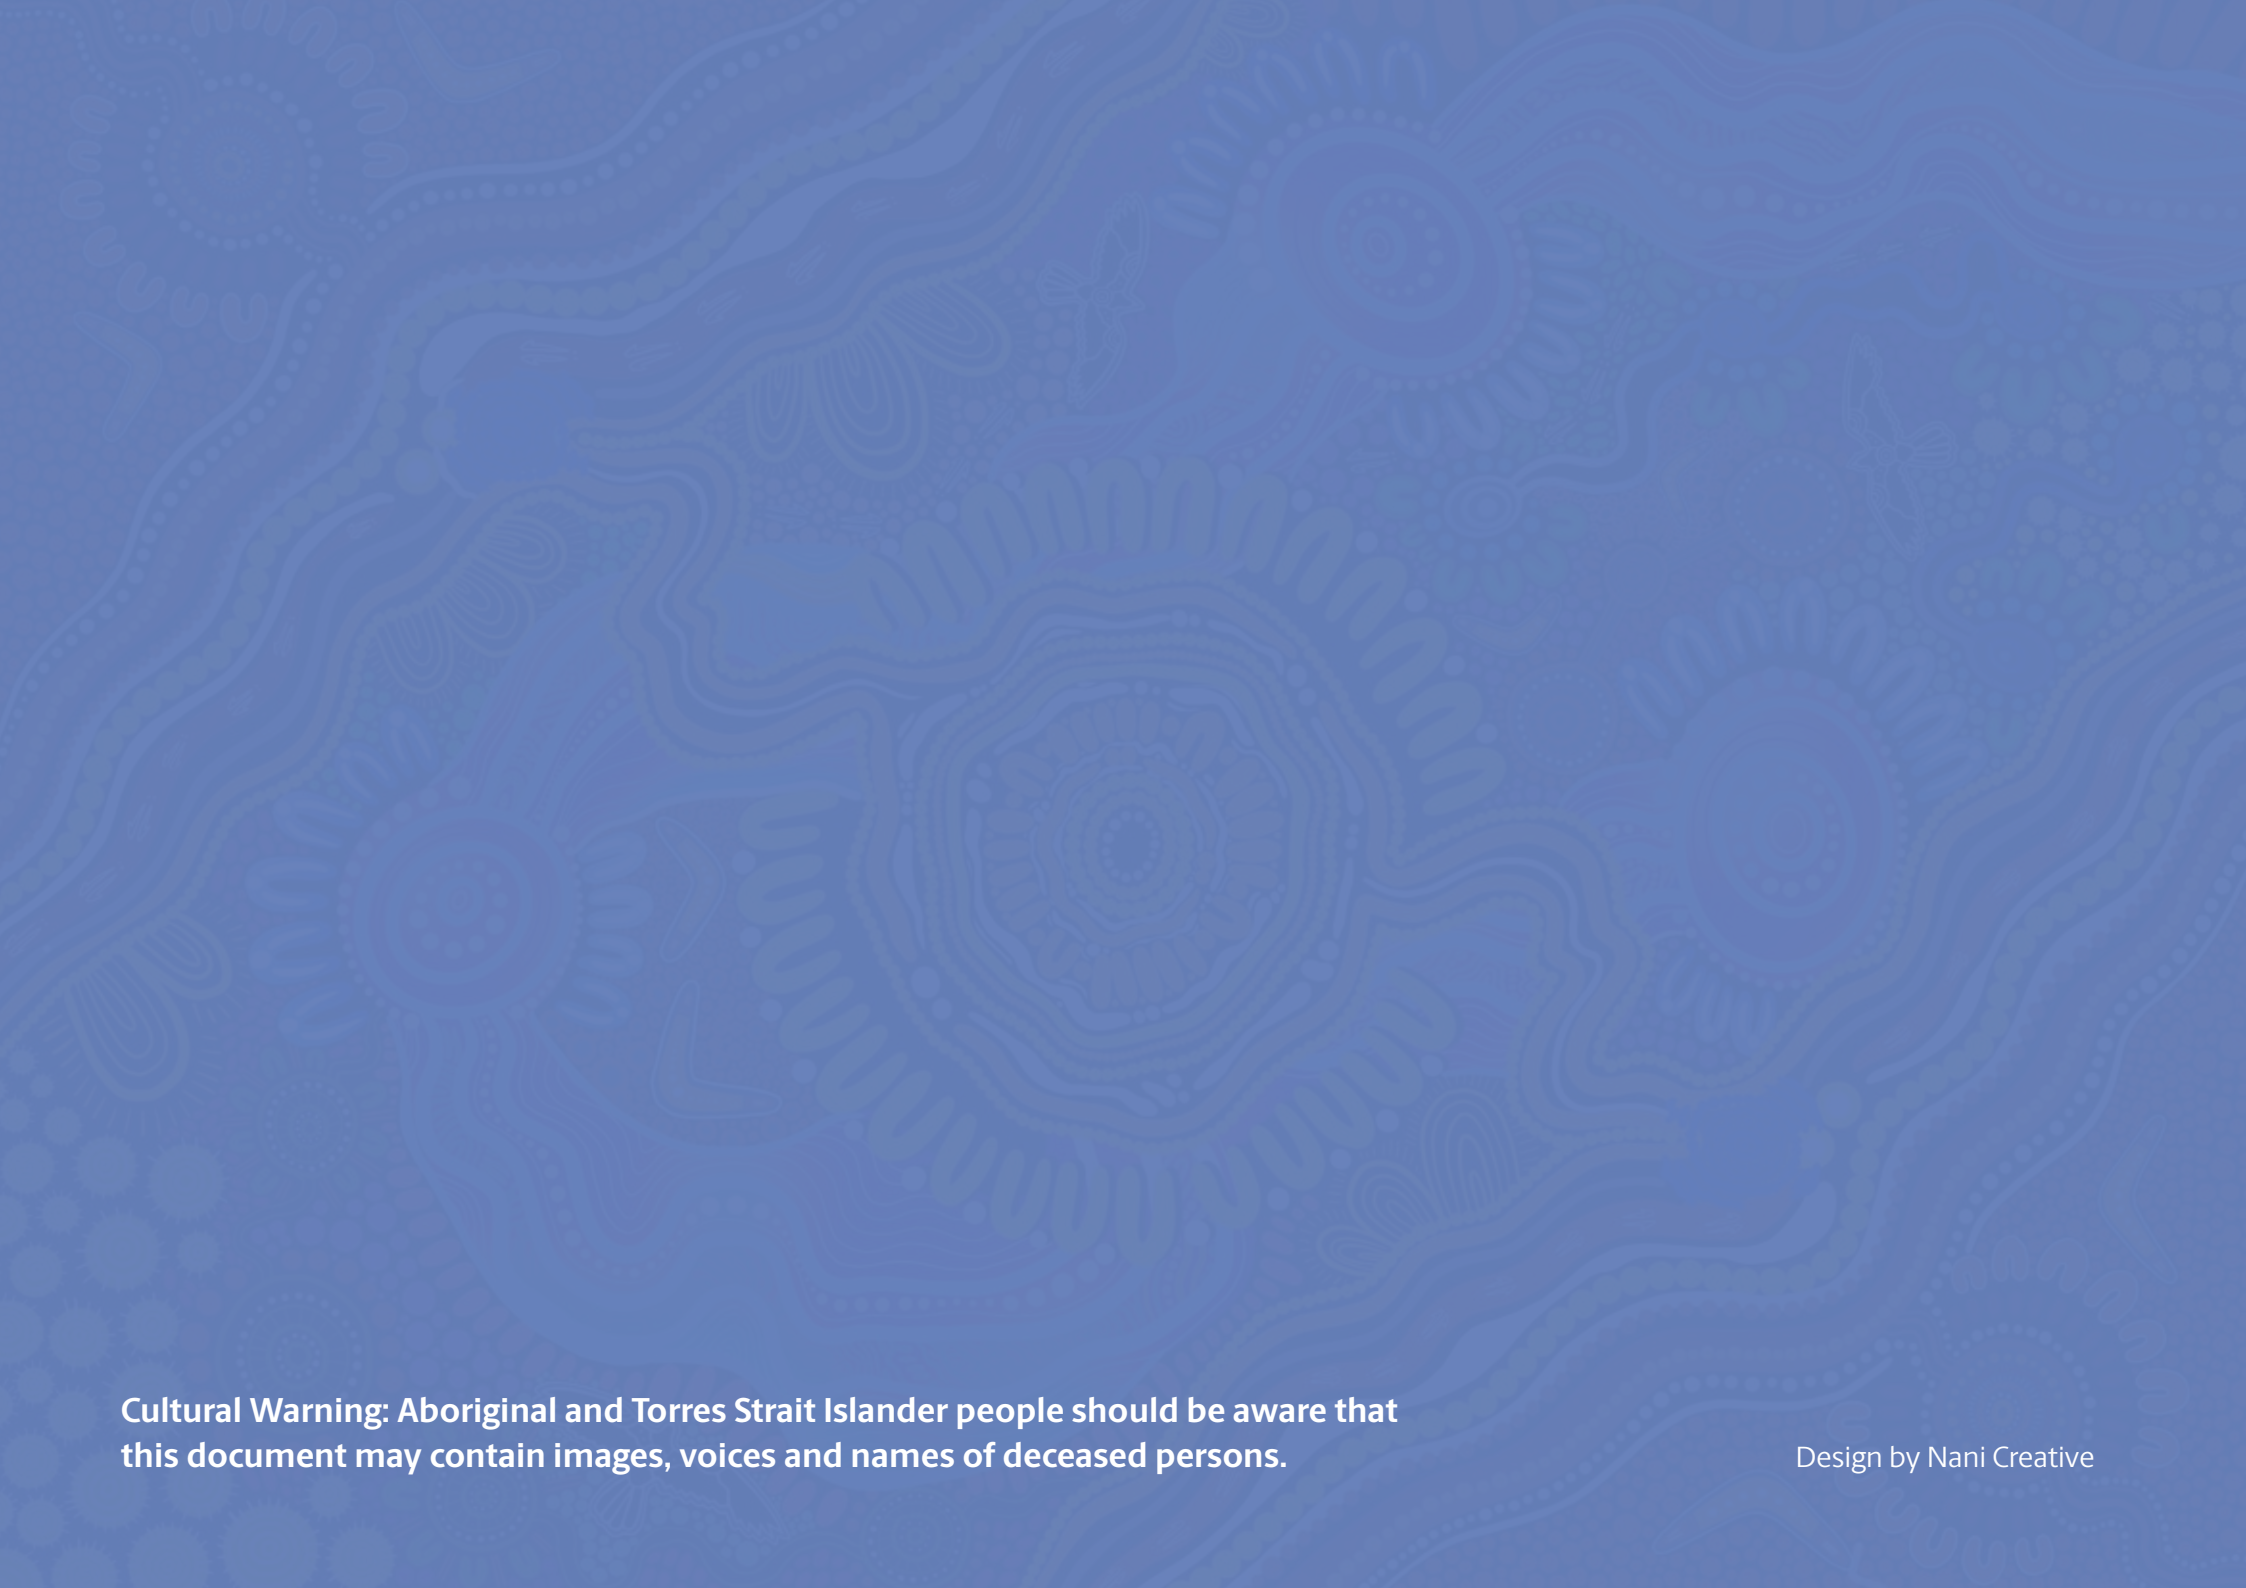 Cultural Warning: Aboriginal and Torres Strait Islander people should be aware that
this document may contain images, voices and names of deceased persons.
Design by Nani Creative